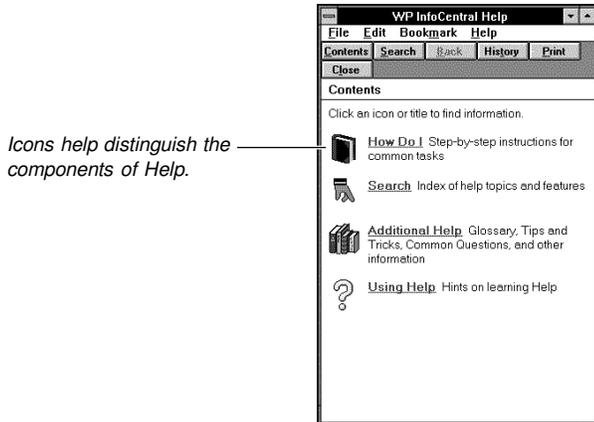 WP InfoCentral Help
File Edit Bookmark Help
Contents Search Back History Print
Close
Contents
Click an icon or title to find information.
Icons help distinguish the
components of Help.
How Do I Step-by-step instructions for
common tasks
Search Index of help topics and features
Additional Help Glossary, Tips and
Tricks, Common Questions, and other
information
Using Help Hints on learning Help